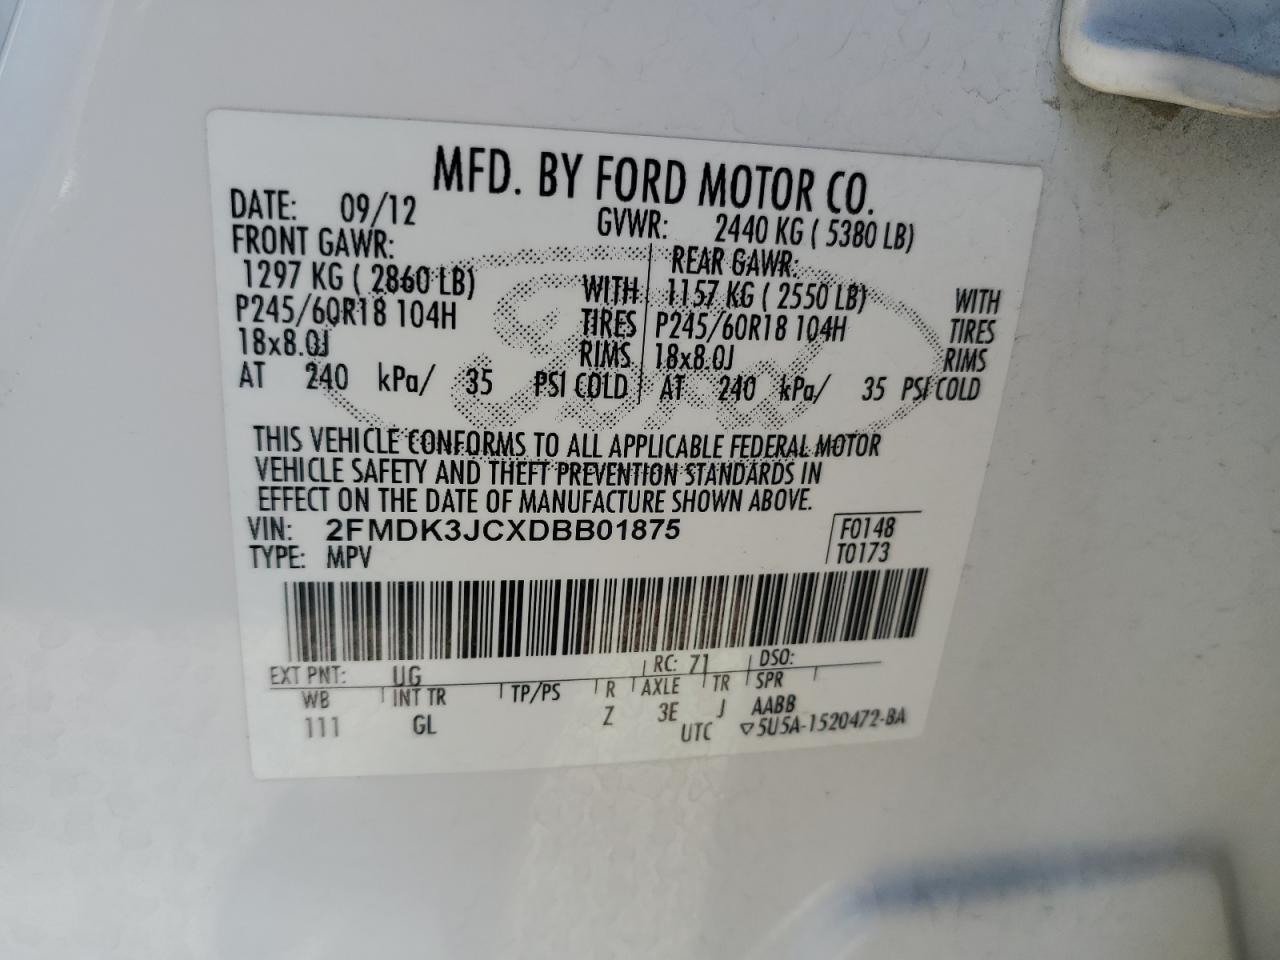 MFD. BY FORD MOTOR CO.
DATE: 09/12 GVWR: 2440 KG ( 5380 LB)
FRONT GAWR: REAR GAWR:
1297 KG ( 2860 LB) WITH 1157 KG ( 2550 LB) WITH
P245/60R18 104H TIRES P245/60R18 104H TIRES
18x8.0J RIMS 18x8.0J RIMS
AT 240 kPa/ 35 PSI COLD AT 240 kPa/ 35 PSI COLD
Ford
THIS VEHICLE CONFORMS TO ALL APPLICABLE FEDERAL MOTOR
VEHICLE SAFETY AND THEFT PREVENTION STANDARDS IN
EFFECT ON THE DATE OF MANUFACTURE SHOWN ABOVE.
VIN: 2FMDK3JCXDBB01875 F0148
TYPE: MPV T0173
EXT PNT: UG RC: 71 DSO:
WB INT TR TP/PS R AXLE TR SPR
111 GL Z 3E J AABB
UTC ▽5U5A-1520472-BA